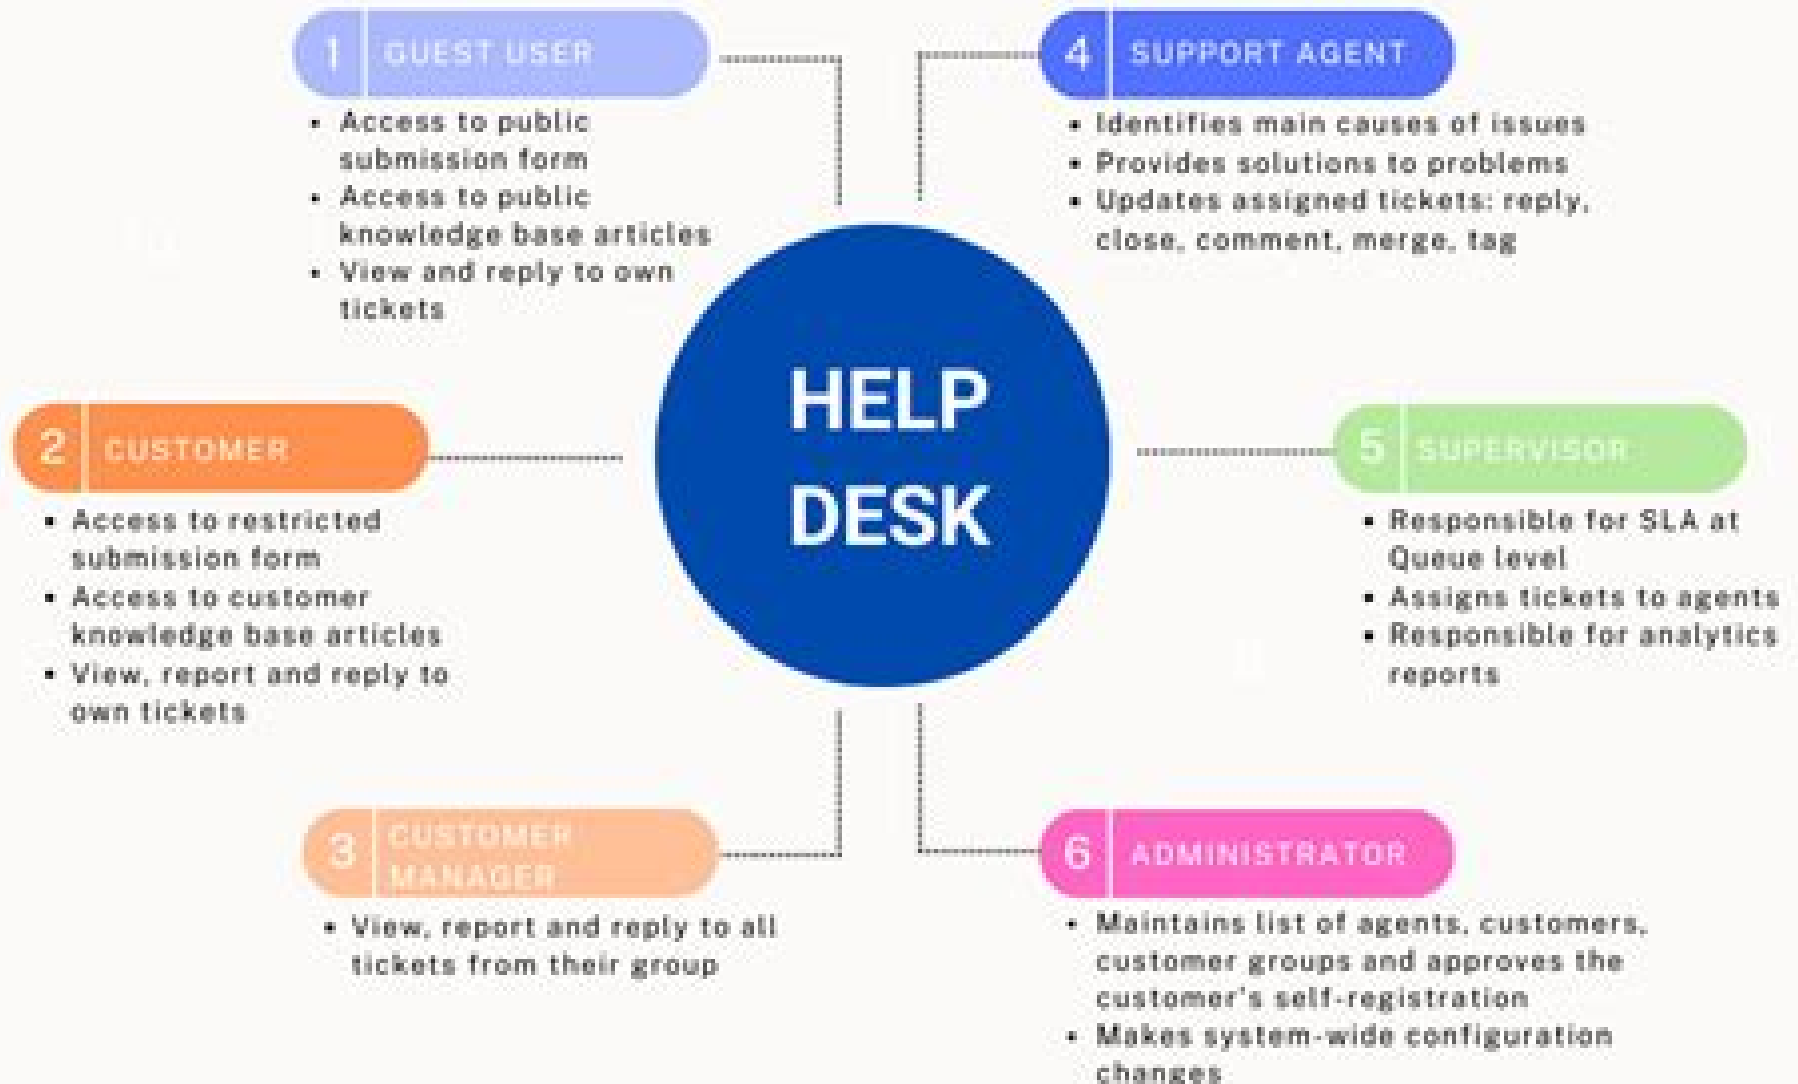 1 GUEST USER
• Access to public
submission form
• Access to public
knowledge base articles
• View and reply to own
tickets
2 CUSTOMER
• Access to restricted
submission form
• Access to customer
knowledge base articles
• View, report and reply to
own tickets
3 CUSTOMER
MANAGER
• View, report and reply to all
tickets from their group
HELP
DESK
4 SUPPORT AGENT
• Identifies main causes of issues
• Provides solutions to problems
• Updates assigned tickets: reply,
close, comment, merge, tag
5 SUPERVISOR
• Responsible for SLA at
Queue level
• Assigns tickets to agents
• Responsible for analytics
reports
6 ADMINISTRATOR
• Maintains list of agents, customers,
customer groups and approves the
customer's self-registration
• Makes system-wide configuration
changes